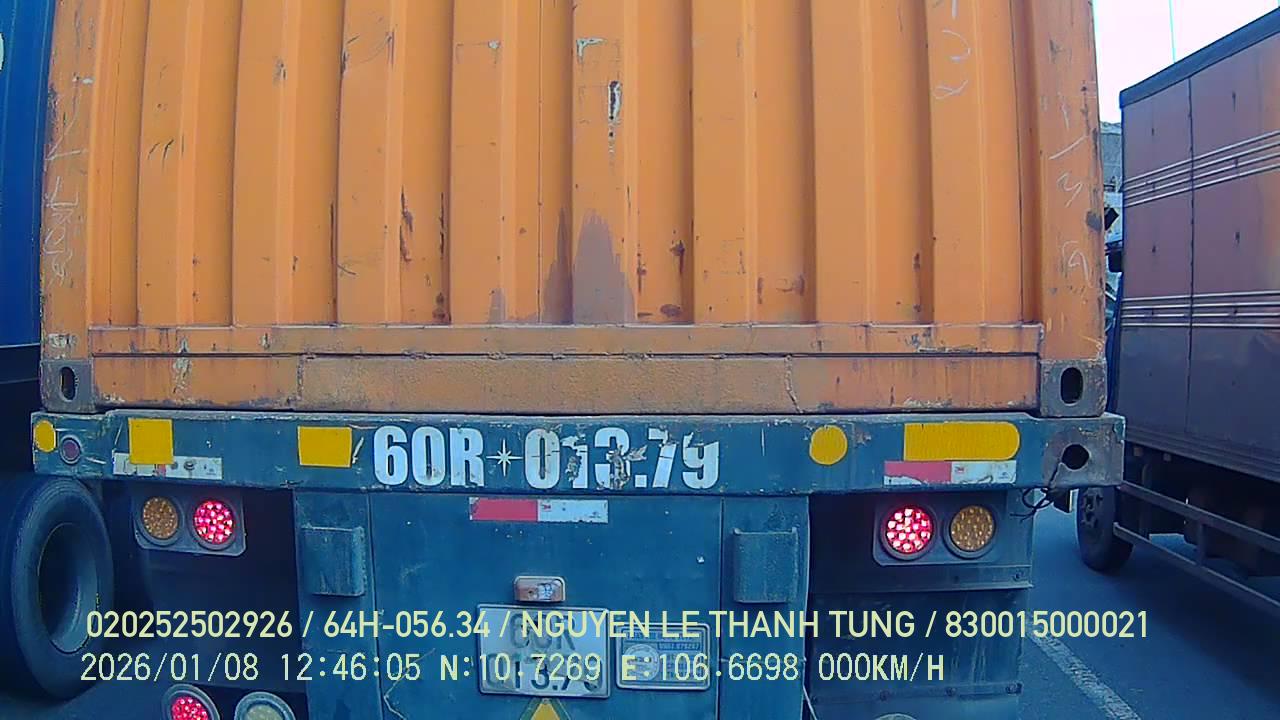 60R 013.79
60R
020252502926 / 64H-056.34 / NGUYEN LE THANH TUNG / 830015000021
2026/01/08 12:46:05 N:10.7269 E:106.6698 000KM/H